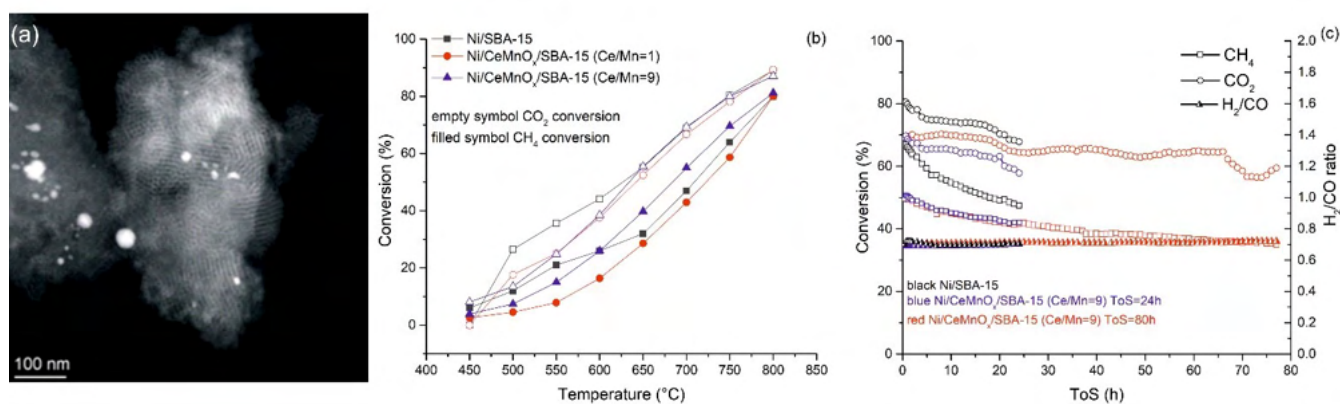 (a)
100 nm
(b)
Ni/SBA-15
Ni/CeMnOₓ/SBA-15 (Ce/Mn=1)
Ni/CeMnOₓ/SBA-15 (Ce/Mn=9)
empty symbol CO₂ conversion
filled symbol CH₄ conversion
Conversion (%)
100
80
60
40
20
0
400 450 500 550 600 650 700 750 800 850
Temperature (°C)
(c)
CH₄
CO₂
H₂/CO
Conversion (%)
100
80
60
40
20
0 10 20 30 40 50 60 70 80
ToS (h)
H₂/CO ratio
2.0
1.8
1.6
1.4
1.2
1.0
0.8
0.6
0.4
0.2
0.0
black Ni/SBA-15
blue Ni/CeMnOₓ/SBA-15 (Ce/Mn=9) ToS=24h
red Ni/CeMnOₓ/SBA-15 (Ce/Mn=9) ToS=80h